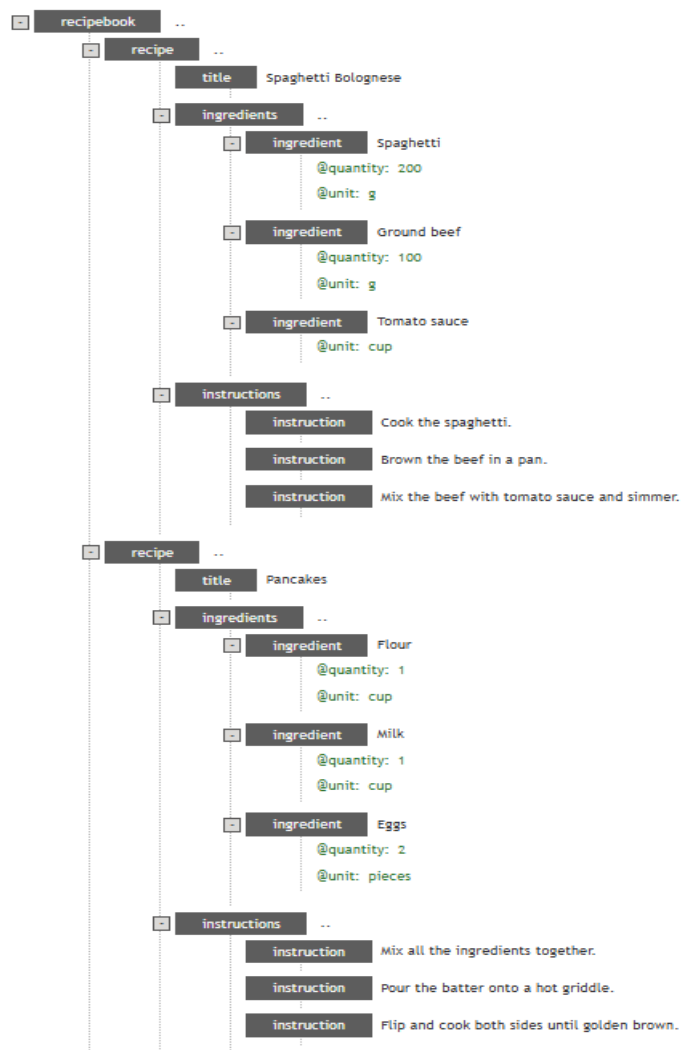 - recipebook ..
- recipe ..
title Spaghetti Bolognese
- ingredients ..
- ingredient Spaghetti
@quantity: 200
@unit: g
- ingredient Ground beef
@quantity: 100
@unit: g
- ingredient Tomato sauce
@unit: cup
- instructions ..
instruction Cook the spaghetti.
instruction Brown the beef in a pan.
instruction Mix the beef with tomato sauce and simmer.
- recipe ..
title Pancakes
- ingredients ..
- ingredient Flour
@quantity: 1
@unit: cup
- ingredient Milk
@quantity: 1
@unit: cup
- ingredient Eggs
@quantity: 2
@unit: pieces
- instructions ..
instruction Mix all the ingredients together.
instruction Pour the batter onto a hot griddle.
instruction Flip and cook both sides until golden brown.